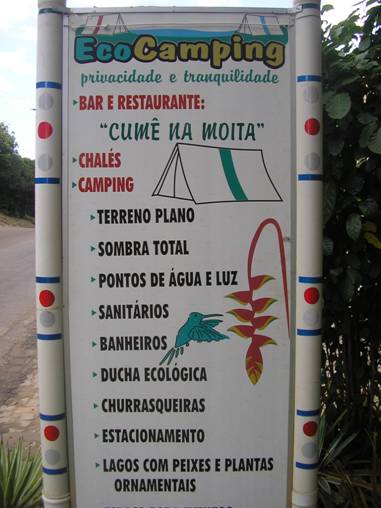 EcoCamping
privacidade e tranquilidade
BAR E RESTAURANTE:
"CUMÊ NA MOITA"
CHALÉS
CAMPING
TERRENO PLANO
SOMBRA TOTAL
PONTOS DE ÁGUA E LUZ
SANITÁRIOS
BANHEIROS
DUCHA ECOLÓGICA
CHURRASQUEIRAS
ESTACIONAMENTO
LAGOS COM PEIXES E PLANTAS
ORNAMENTAIS